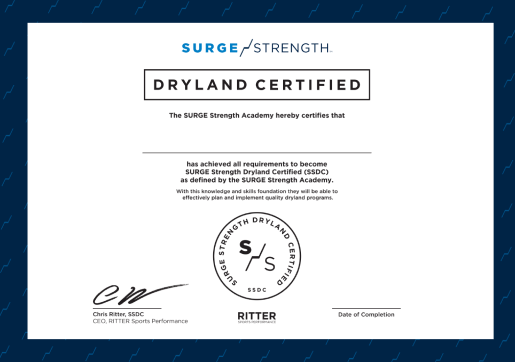 SURGE STRENGTH
DRYLAND CERTIFIED
The SURGE Strength Academy hereby certifies that
has achieved all requirements to become
SURGE Strength Dryland Certified (SSDC)
as defined by the SURGE Strength Academy.
With this knowledge and skills foundation they will be able to
effectively plan and implement quality dryland programs.
SURGE STRENGTH DRYLAND CERTIFIED
S/S
SSDC
Chris Ritter, SSDC
CEO, RITTER Sports Performance
RITTER
SPORTS PERFORMANCE
Date of Completion